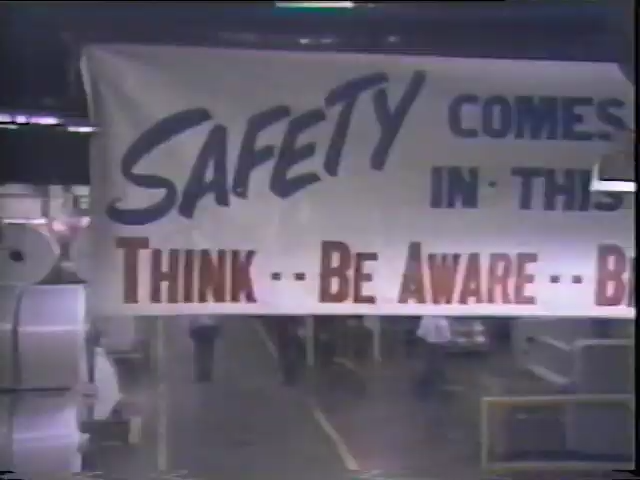 SAFETY COMES
IN · THIS
THINK ·· BE AWARE ·· B